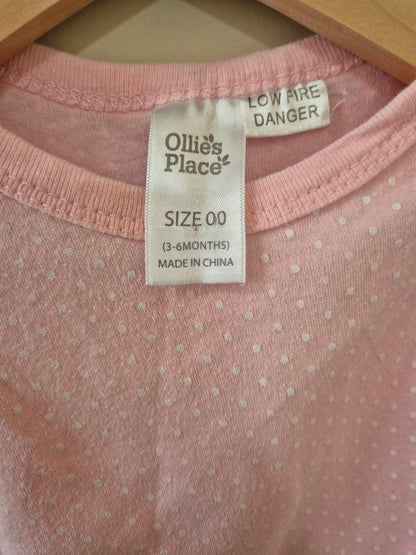 LOW FIRE
DANGER
Ollie's
Place
SIZE 00
(3-6MONTHS)
MADE IN CHINA